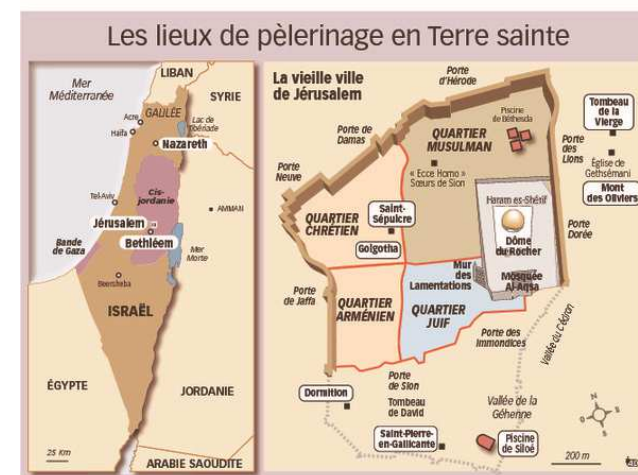 Les lieux de pèlerinage en Terre sainte
Mer
Méditerranée
LIBAN
SYRIE
GALILÉE
Acre
Haïfa
Lac de
Tibériade
Nazareth
Cis-
jordanie
Tel-Aviv
AMMAN
Jérusalem
Bethléem
Bande
de Gaza
Mer
Morte
Beersheba
ISRAËL
ÉGYPTE
JORDANIE
25 Km
ARABIE SAOUDITE
La vieille ville
de Jérusalem
Porte
d'Hérode
Porte de
Damas
Porte
Neuve
QUARTIER
MUSULMAN
Piscine
de Béthesda
« Ecce Homo »
Sœurs de Sion
Tombeau
de la
Vierge
Porte
des
Lions
Église de
Gethsémani
Mont
des Oliviers
QUARTIER
CHRÉTIEN
Saint-
Sépulcre
Golgotha
Haram es-Shérif
Dôme
du Rocher
Porte
Dorée
Mur
des
Lamentations
Mosquée
Al-Aqsa
Porte
de Jaffa
QUARTIER
ARMÉNIEN
QUARTIER
JUIF
Porte des
Immondices
Vallée du Cédron
Porte
de Sion
Dormition
Tombeau
de David
Vallée de la
Géhenne
Saint-Pierre-
en-Gallicante
Piscine
de Siloé
N
S
200 m